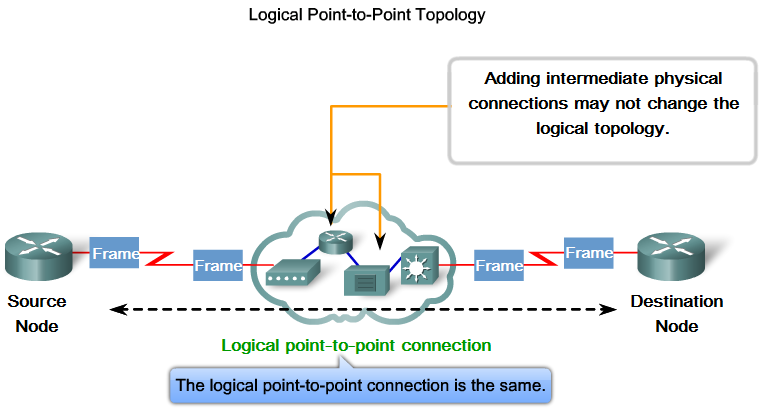 Logical Point-to-Point Topology
Adding intermediate physical
connections may not change the
logical topology.
Frame
Frame
Frame
Frame
Source
Node
Destination
Node
Logical point-to-point connection
The logical point-to-point connection is the same.